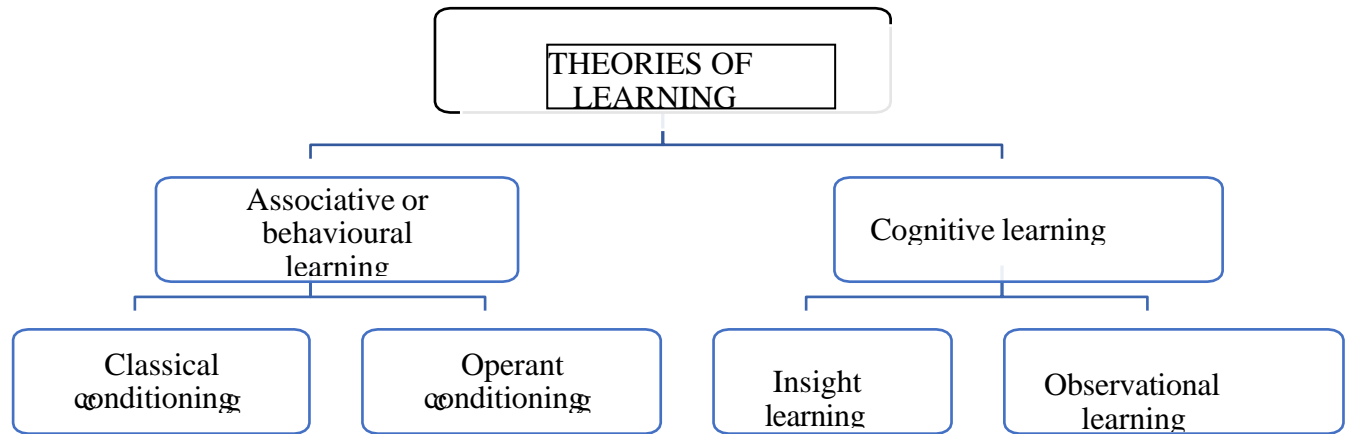 THEORIES OF
LEARNING
Associative or
behavioural
learning
Cognitive learning
Classical
conditioning
Operant
conditioning
Insight
learning
Observational
learning